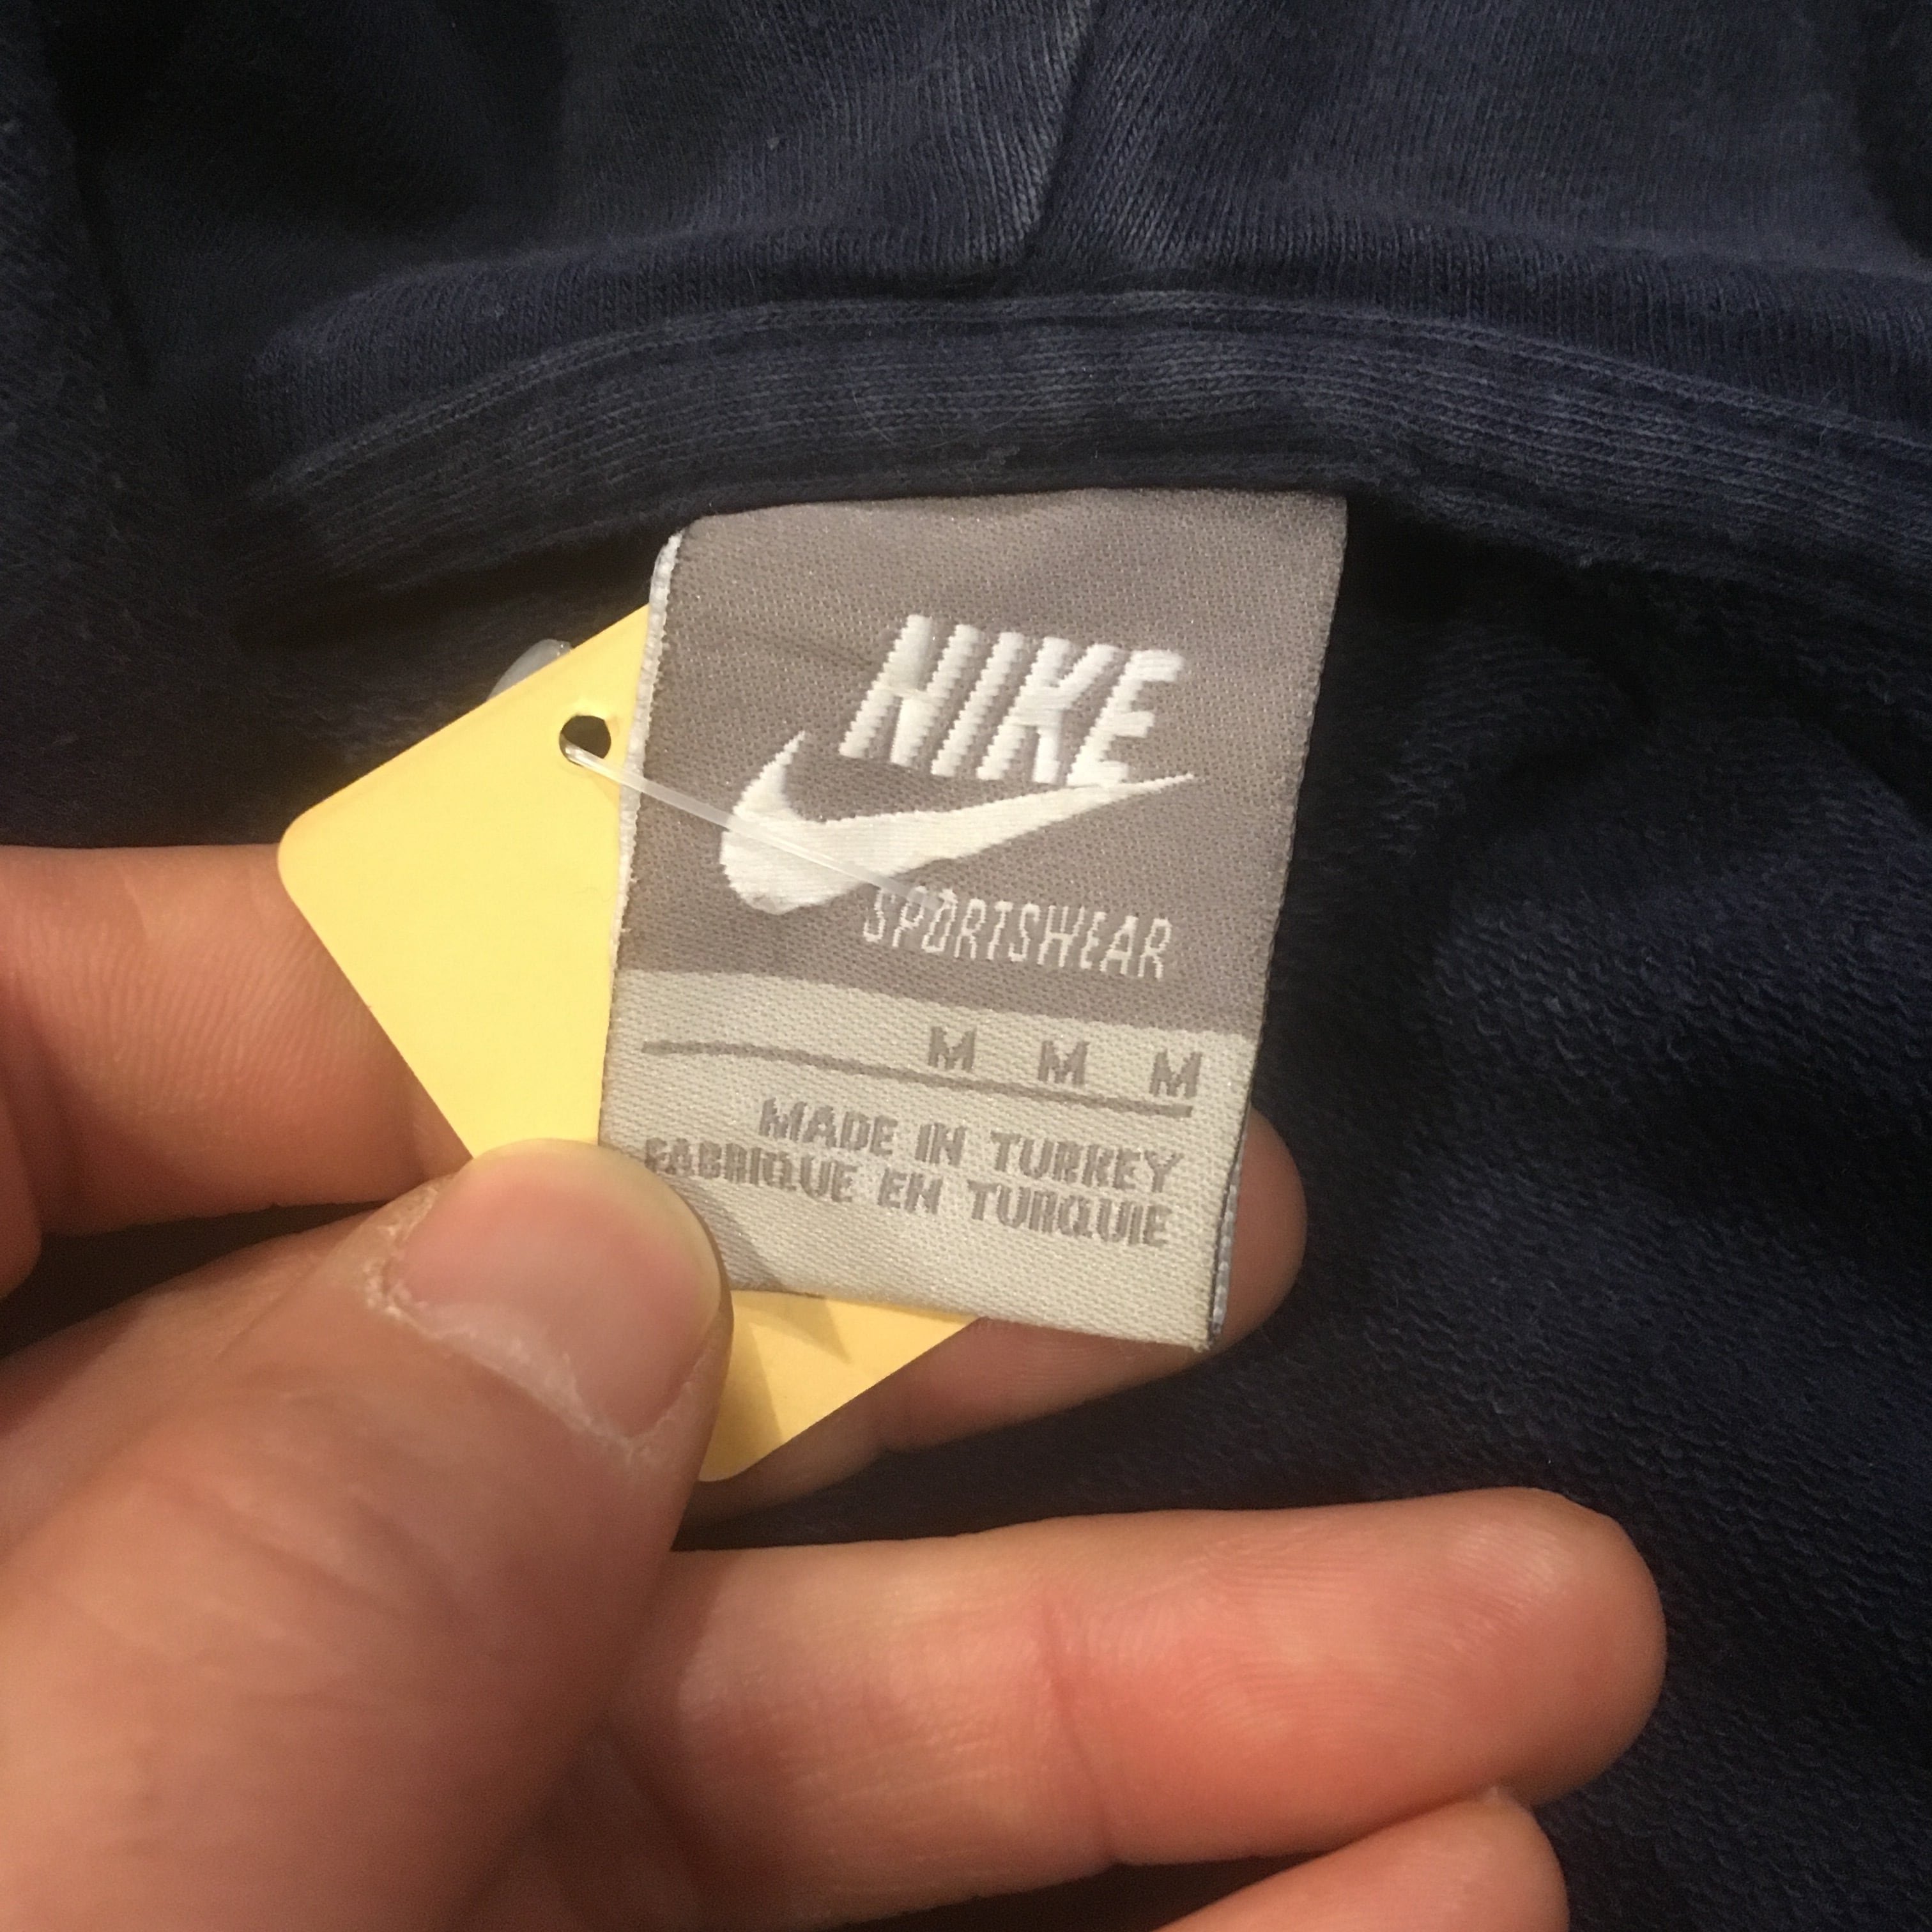 NIKE
SPORTSWEAR
M M M
MADE IN TURKEY
FABRIQUE EN TURQUIE